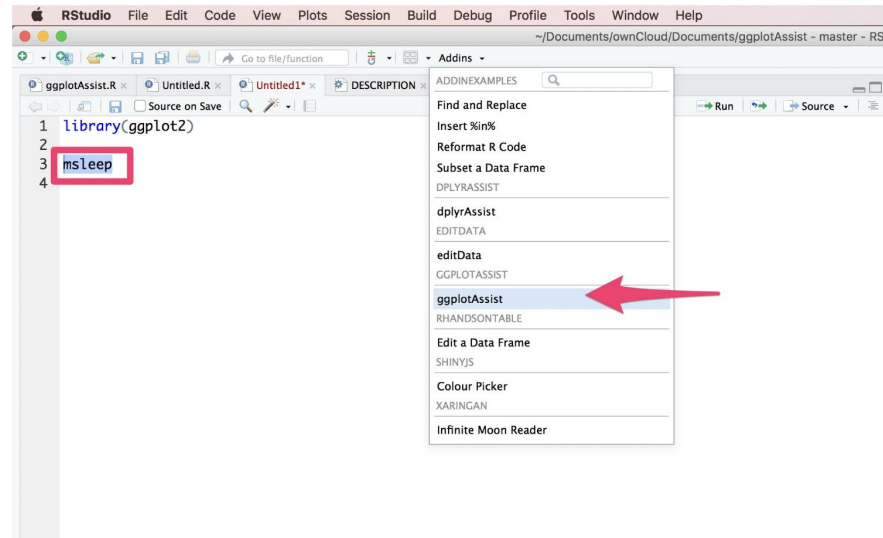 RStudio File Edit Code View Plots Session Build Debug Profile Tools Window Help
~/Documents/ownCloud/Documents/ggplotAssist - master - RS
Go to file/function Addins
ggplotAssist.R Untitled.R Untitled1* DESCRIPTION
Source on Save Run Source
1 library(ggplot2)
2
3 msleep
4
ADDINEXAMPLES
Find and Replace
Insert %in%
Reformat R Code
Subset a Data Frame
DPLYRASSIST
dplyrAssist
EDITDATA
editData
GGPLOTASSIST
ggplotAssist
RHANDSONTABLE
Edit a Data Frame
SHINYJS
Colour Picker
XARINGAN
Infinite Moon Reader